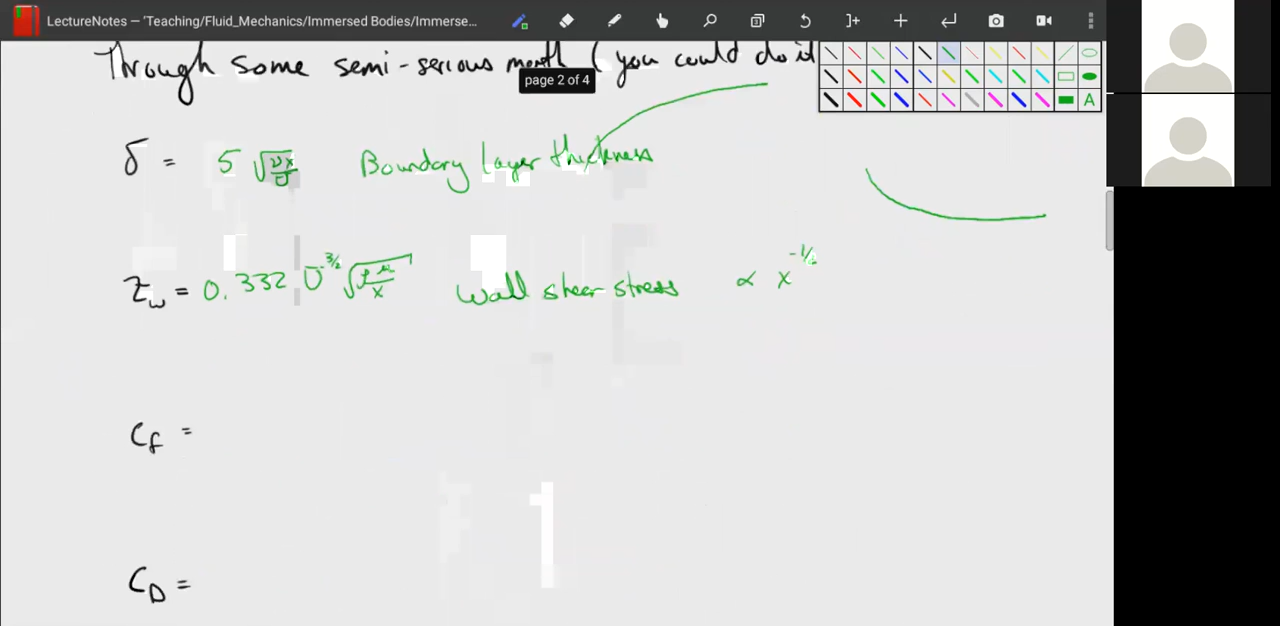 LectureNotes — 'Teaching/Fluid_Mechanics/Immersed Bodies/Immerse...
Through some semi-serious math (you could do it
page 2 of 4
A
δ = 5 √(νx/U) Boundary layer thickness
τw = 0.332 U^3/2 √(ρμ/x) Wall shear stress ∝ x^-1/2
Cf =
CD =